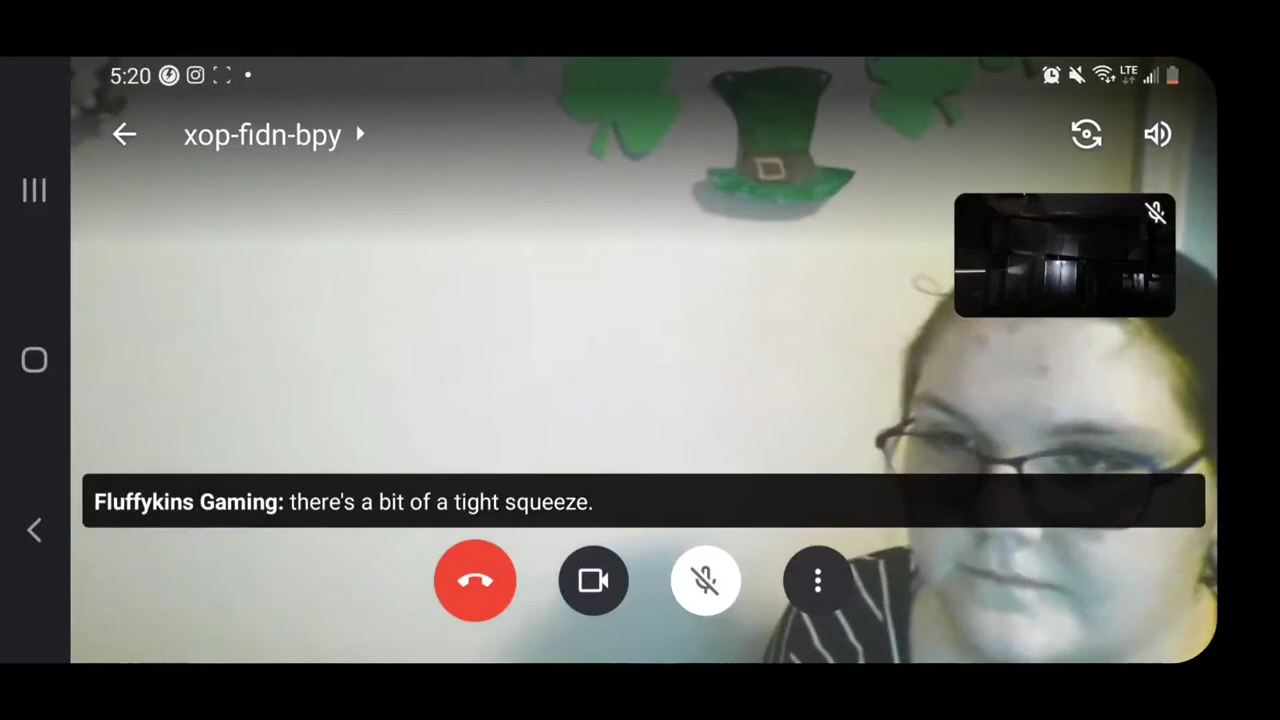 5:20
LTE
xop-fidn-bpy
Fluffykins Gaming: there's a bit of a tight squeeze.